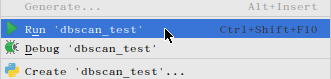 Generate... Alt+Insert
Run 'dbscan_test' Ctrl+Shift+F10
Debug 'dbscan_test'
Create 'dbscan_test'...